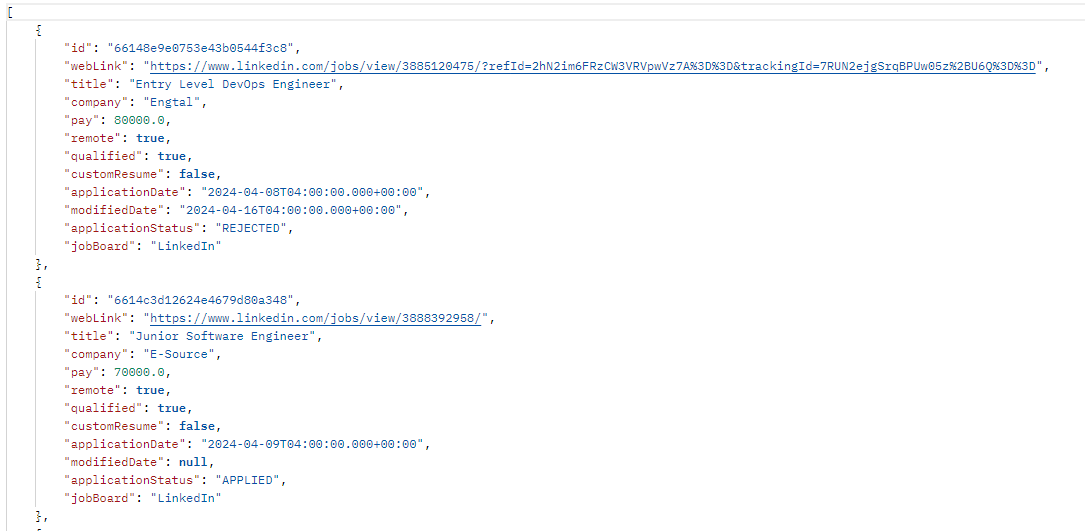 [
{
"id": "66148e9e0753e43b0544f3c8",
"webLink": "https://www.linkedin.com/jobs/view/3885120475/?refId=2hN2im6FRzCW3VRVpwVz7A%3D%3D&trackingId=7RUN2ejgSrqBPUw05z%2BU6Q%3D%3D",
"title": "Entry Level DevOps Engineer",
"company": "Engtal",
"pay": 80000.0,
"remote": true,
"qualified": true,
"customResume": false,
"applicationDate": "2024-04-08T04:00:00.000+00:00",
"modifiedDate": "2024-04-16T04:00:00.000+00:00",
"applicationStatus": "REJECTED",
"jobBoard": "LinkedIn"
},
{
"id": "6614c3d12624e4679d80a348",
"webLink": "https://www.linkedin.com/jobs/view/3888392958/",
"title": "Junior Software Engineer",
"company": "E-Source",
"pay": 70000.0,
"remote": true,
"qualified": true,
"customResume": false,
"applicationDate": "2024-04-09T04:00:00.000+00:00",
"modifiedDate": null,
"applicationStatus": "APPLIED",
"jobBoard": "LinkedIn"
},